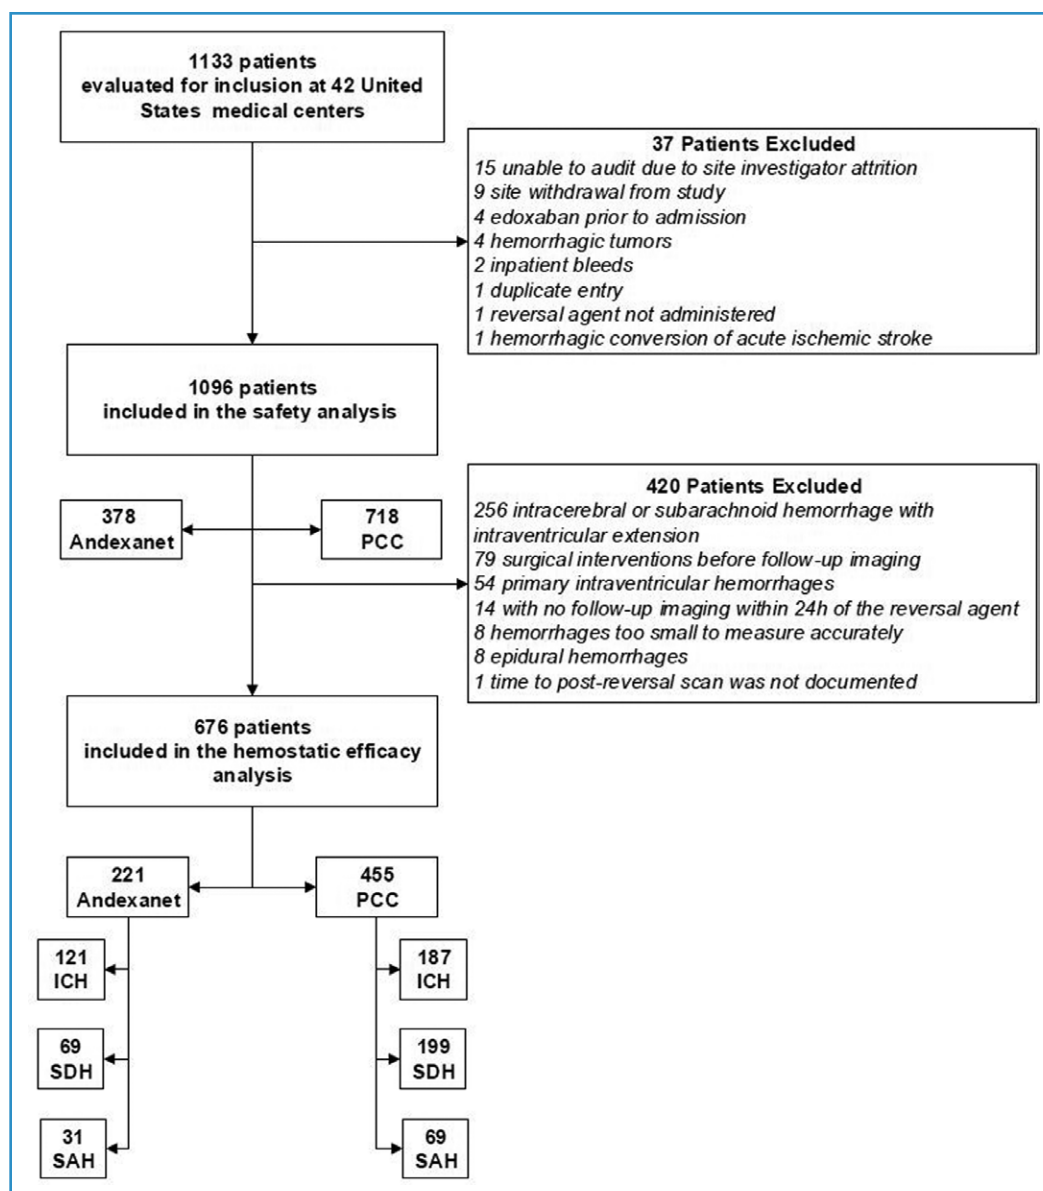 1133 patients
evaluated for inclusion at 42 United
States medical centers
37 Patients Excluded
15 unable to audit due to site investigator attrition
9 site withdrawal from study
4 edoxaban prior to admission
4 hemorrhagic tumors
2 inpatient bleeds
1 duplicate entry
1 reversal agent not administered
1 hemorrhagic conversion of acute ischemic stroke
1096 patients
included in the safety analysis
378
Andexanet
718
PCC
420 Patients Excluded
256 intracerebral or subarachnoid hemorrhage with
intraventricular extension
79 surgical interventions before follow-up imaging
54 primary intraventricular hemorrhages
14 with no follow-up imaging within 24h of the reversal agent
8 hemorrhages too small to measure accurately
8 epidural hemorrhages
1 time to post-reversal scan was not documented
676 patients
included in the hemostatic efficacy
analysis
221
Andexanet
455
PCC
121
ICH
187
ICH
69
SDH
199
SDH
31
SAH
69
SAH